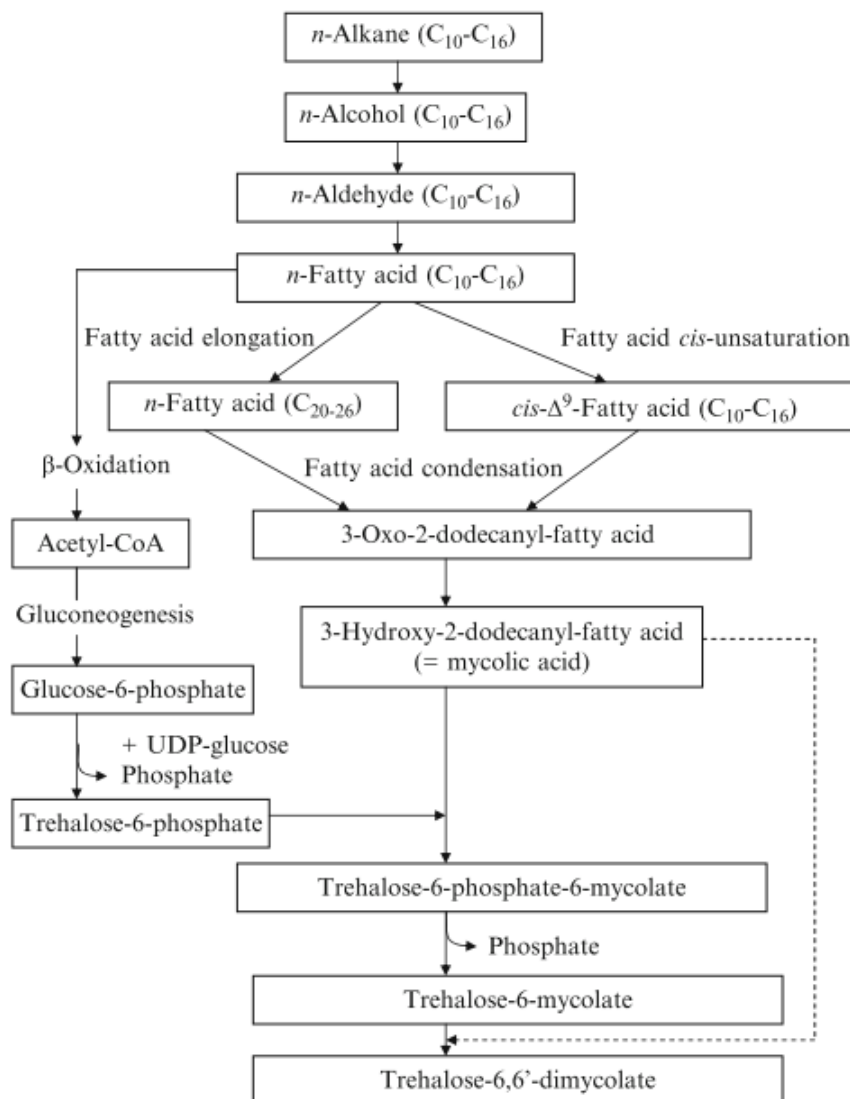 n-Alkane (C₁₀-C₁₆)
n-Alcohol (C₁₀-C₁₆)
n-Aldehyde (C₁₀-C₁₆)
n-Fatty acid (C₁₀-C₁₆)
Fatty acid elongation
Fatty acid cis-unsaturation
n-Fatty acid (C₂₀₋₂₆)
cis-Δ⁹-Fatty acid (C₁₀-C₁₆)
β-Oxidation
Fatty acid condensation
Acetyl-CoA
3-Oxo-2-dodecanyl-fatty acid
Gluconeogenesis
3-Hydroxy-2-dodecanyl-fatty acid
(= mycolic acid)
Glucose-6-phosphate
+ UDP-glucose
Phosphate
Trehalose-6-phosphate
Trehalose-6-phosphate-6-mycolate
Phosphate
Trehalose-6-mycolate
Trehalose-6,6’-dimycolate